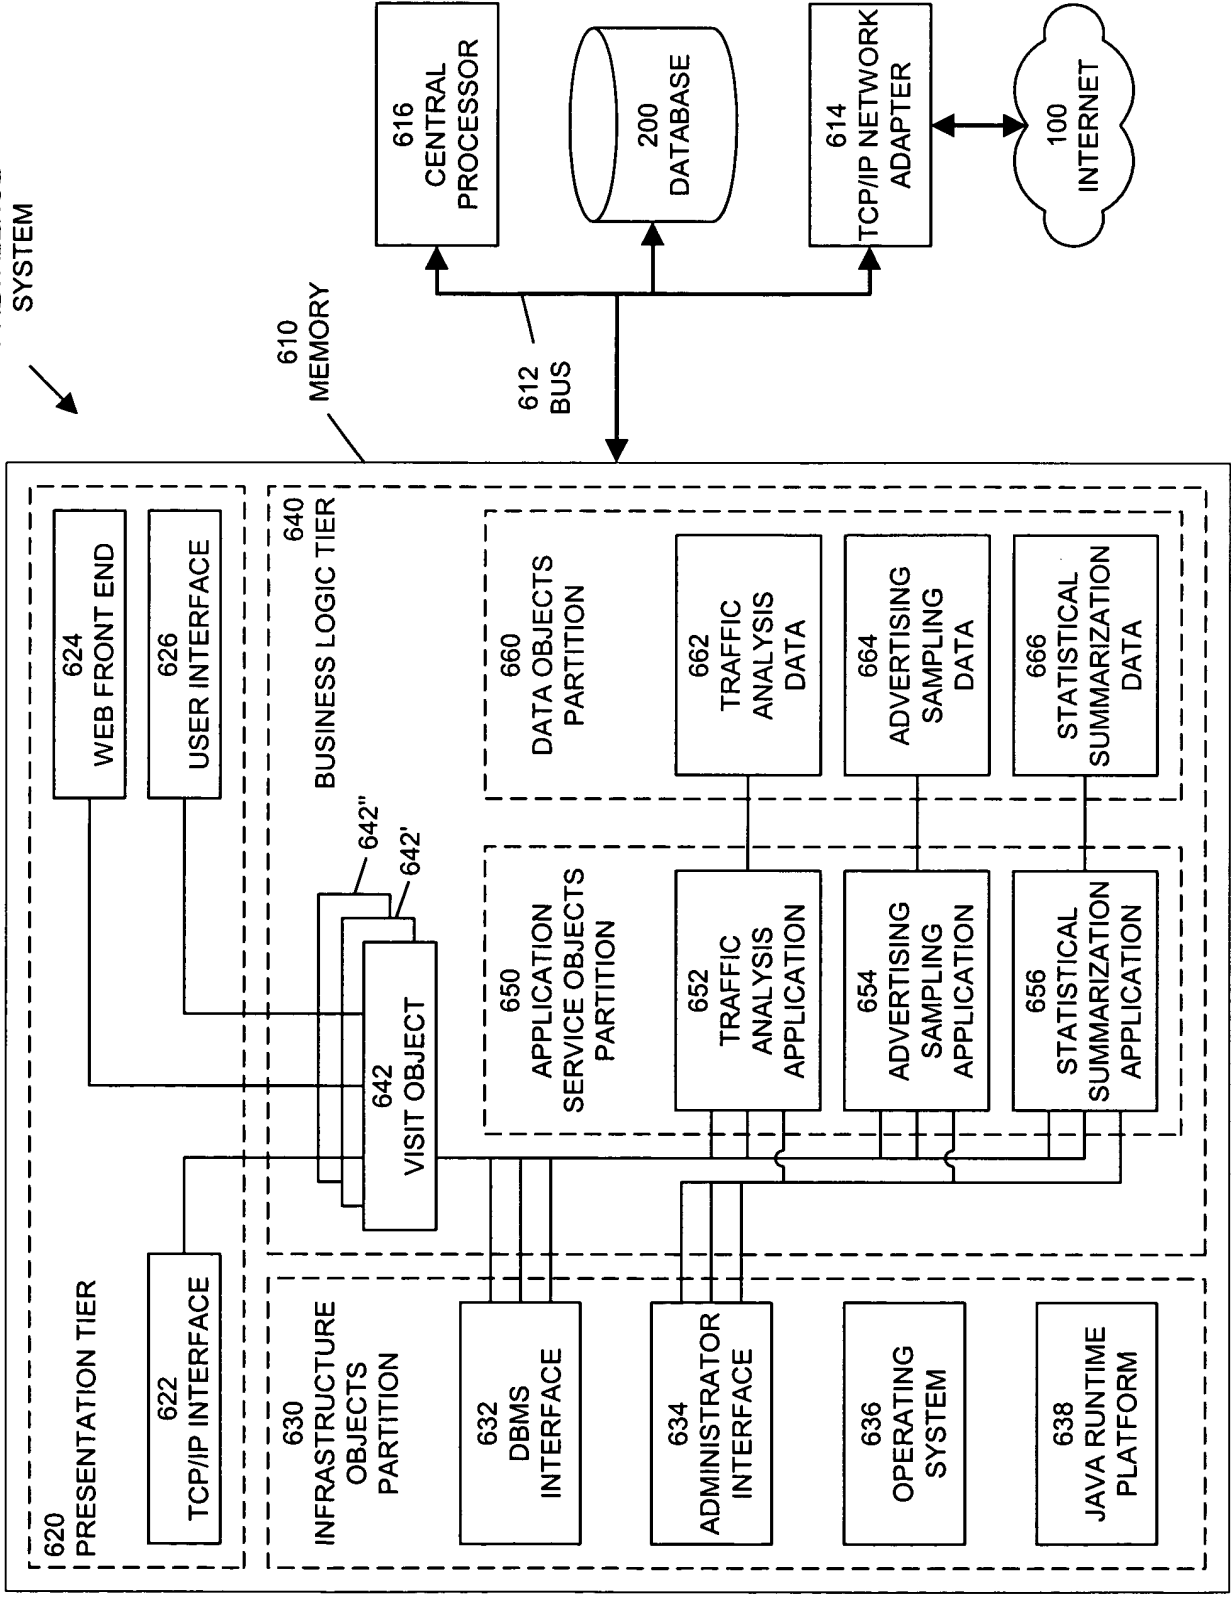 SYSTEM
610
MEMORY
612
BUS
616
CENTRAL
PROCESSOR
200
DATABASE
614
TCP/IP NETWORK
ADAPTER
100
INTERNET
620
PRESENTATION TIER
622
TCP/IP INTERFACE
624
WEB FRONT END
626
USER INTERFACE
630
INFRASTRUCTURE
OBJECTS
PARTITION
632
DBMS
INTERFACE
634
ADMINISTRATOR
INTERFACE
636
OPERATING
SYSTEM
638
JAVA RUNTIME
PLATFORM
640
BUSINESS LOGIC TIER
642"
642'
642
VISIT OBJECT
650
APPLICATION
SERVICE OBJECTS
PARTITION
652
TRAFFIC
ANALYSIS
APPLICATION
654
ADVERTISING
SAMPLING
APPLICATION
656
STATISTICAL
SUMMARIZATION
APPLICATION
660
DATA OBJECTS
PARTITION
662
TRAFFIC
ANALYSIS
DATA
664
ADVERTISING
SAMPLING
DATA
666
STATISTICAL
SUMMARIZATION
DATA